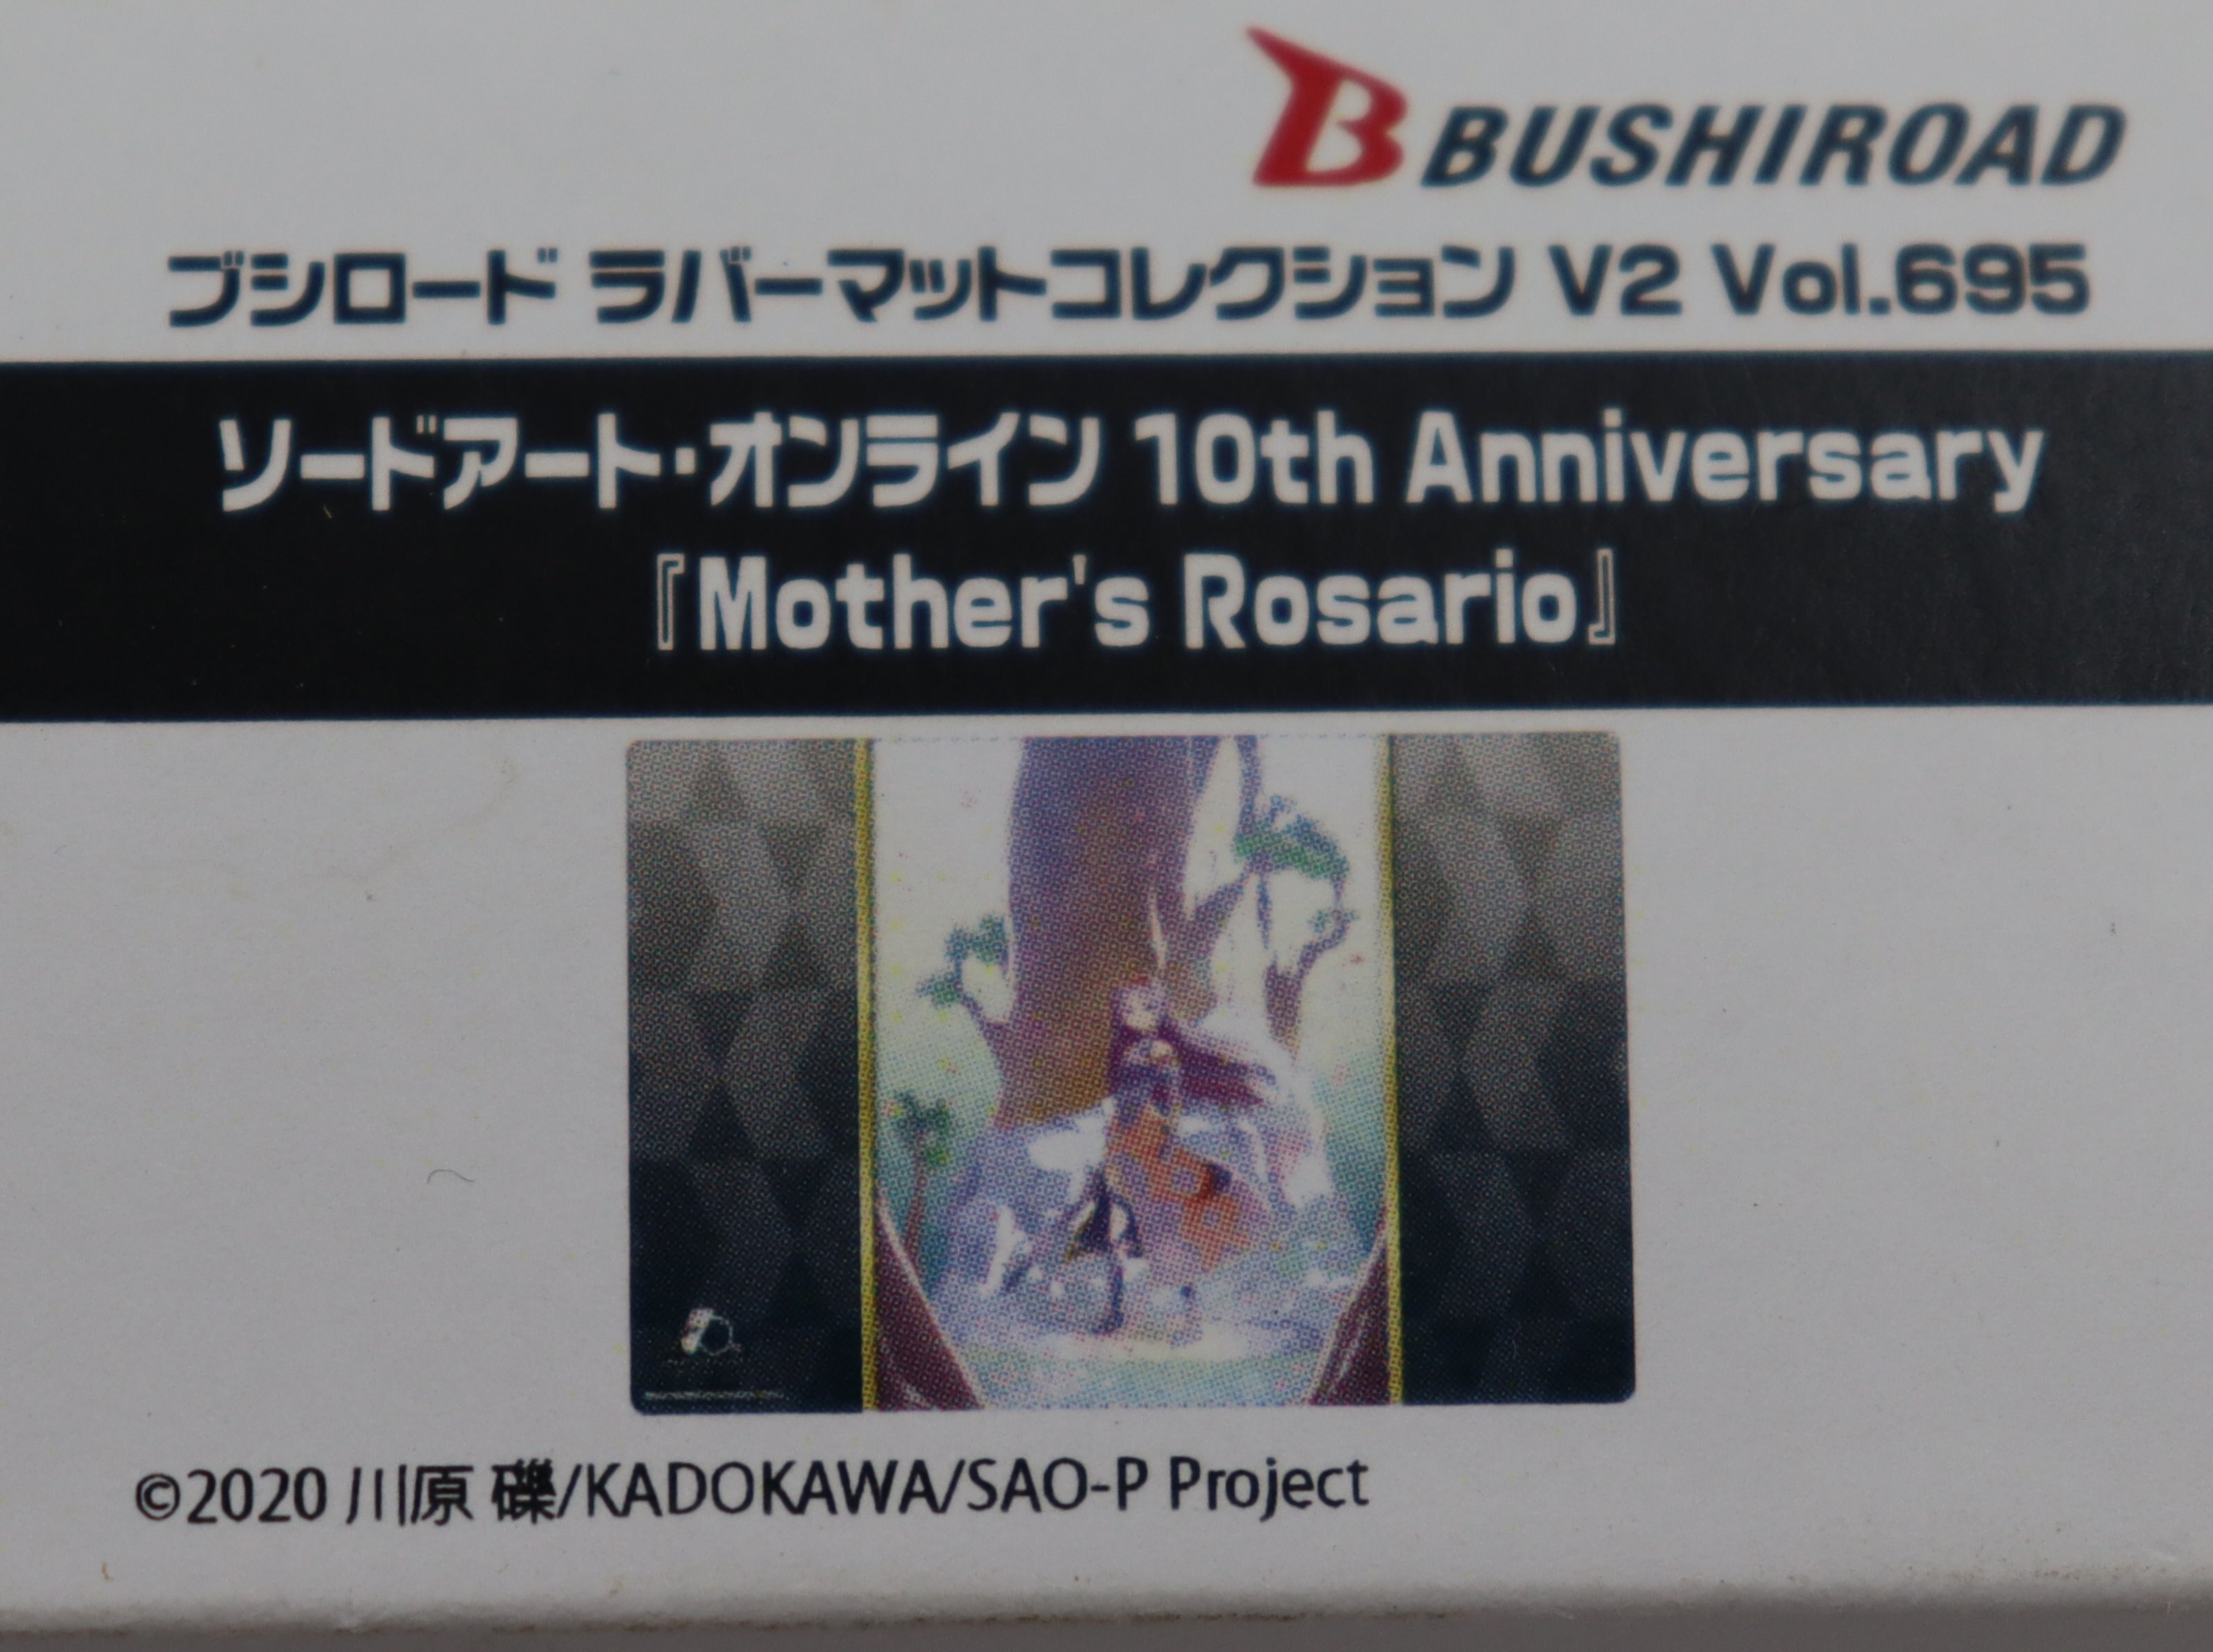 BUSHIROAD
ブシロード ラバーマットコレクション V2 Vol.695
ソードアート・オンライン 10th Anniversary
『Mother's Rosario』
©2020 川原 礫/KADOKAWA/SAO-P Project